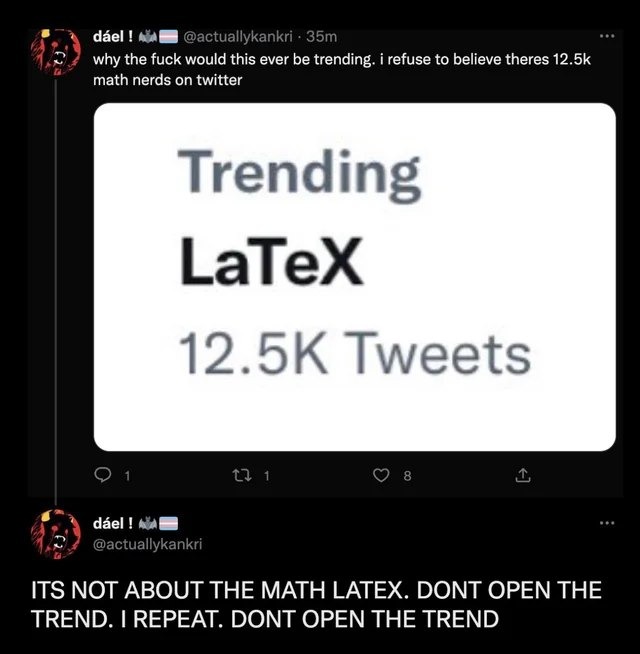 dáel ! 🦇🏳️‍⚧️ @actuallykankri · 35m
why the fuck would this ever be trending. i refuse to believe theres 12.5k
math nerds on twitter
Trending
LaTeX
12.5K Tweets
1 1 8
dáel ! 🦇🏳️‍⚧️
@actuallykankri
ITS NOT ABOUT THE MATH LATEX. DONT OPEN THE
TREND. I REPEAT. DONT OPEN THE TREND